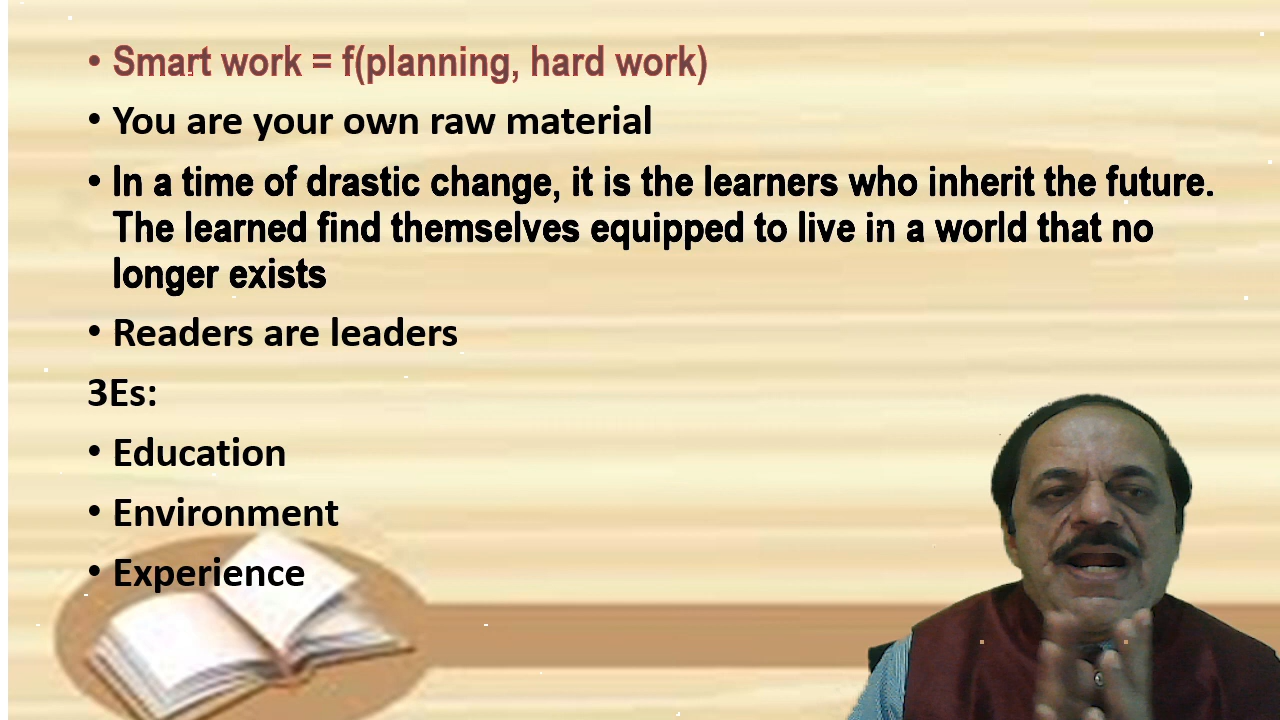 • Smart work = f(planning, hard work)
• You are your own raw material
• In a time of drastic change, it is the learners who inherit the future.
The learned find themselves equipped to live in a world that no
longer exists
• Readers are leaders
3Es:
• Education
• Environment
• Experience